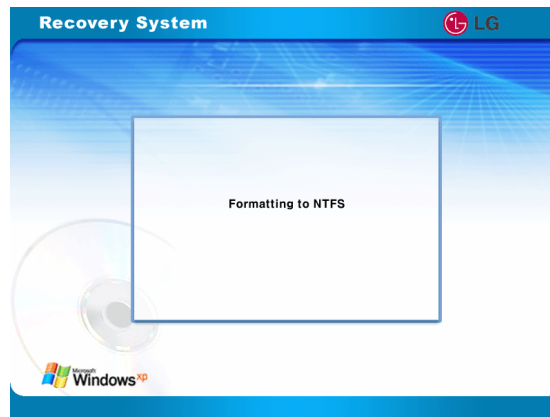 Recovery System
LG
Formatting to NTFS
Microsoft
Windows xp